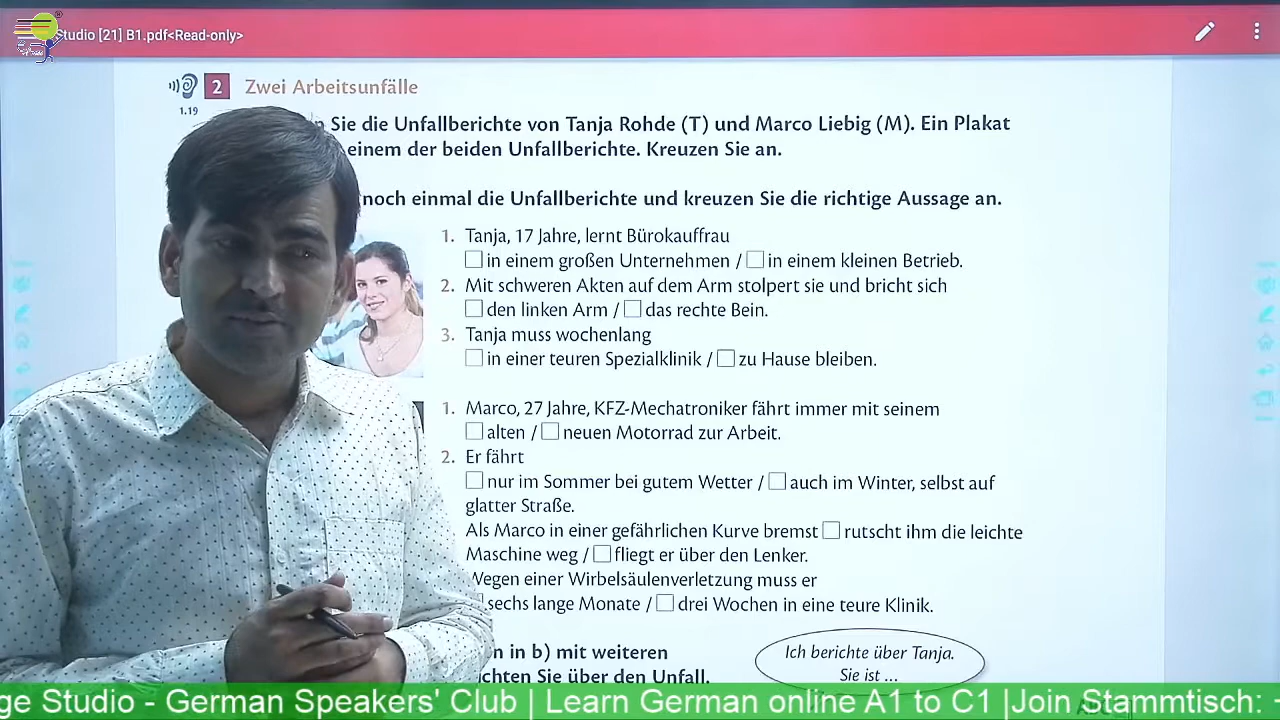 Studio [21] B1.pdf<Read-only>
2 Zwei Arbeitsunfälle
1.19
Sie die Unfallberichte von Tanja Rohde (T) und Marco Liebig (M). Ein Plakat
einem der beiden Unfallberichte. Kreuzen Sie an.
noch einmal die Unfallberichte und kreuzen Sie die richtige Aussage an.
1. Tanja, 17 Jahre, lernt Bürokauffrau
in einem großen Unternehmen / in einem kleinen Betrieb.
2. Mit schweren Akten auf dem Arm stolpert sie und bricht sich
den linken Arm / das rechte Bein.
3. Tanja muss wochenlang
in einer teuren Spezialklinik / zu Hause bleiben.
1. Marco, 27 Jahre, KFZ-Mechatroniker fährt immer mit seinem
alten / neuen Motorrad zur Arbeit.
2. Er fährt
nur im Sommer bei gutem Wetter / auch im Winter, selbst auf
glatter Straße.
Als Marco in einer gefährlichen Kurve bremst rutscht ihm die leichte
Maschine weg / fliegt er über den Lenker.
Wegen einer Wirbelsäulenverletzung muss er
sechs lange Monate / drei Wochen in eine teure Klinik.
in b) mit weiteren
Sie über den Unfall.
Ich berichte über Tanja.
Sie ist ...
ge Studio - German Speakers' Club | Learn German online A1 to C1 |Join Stammtisch: